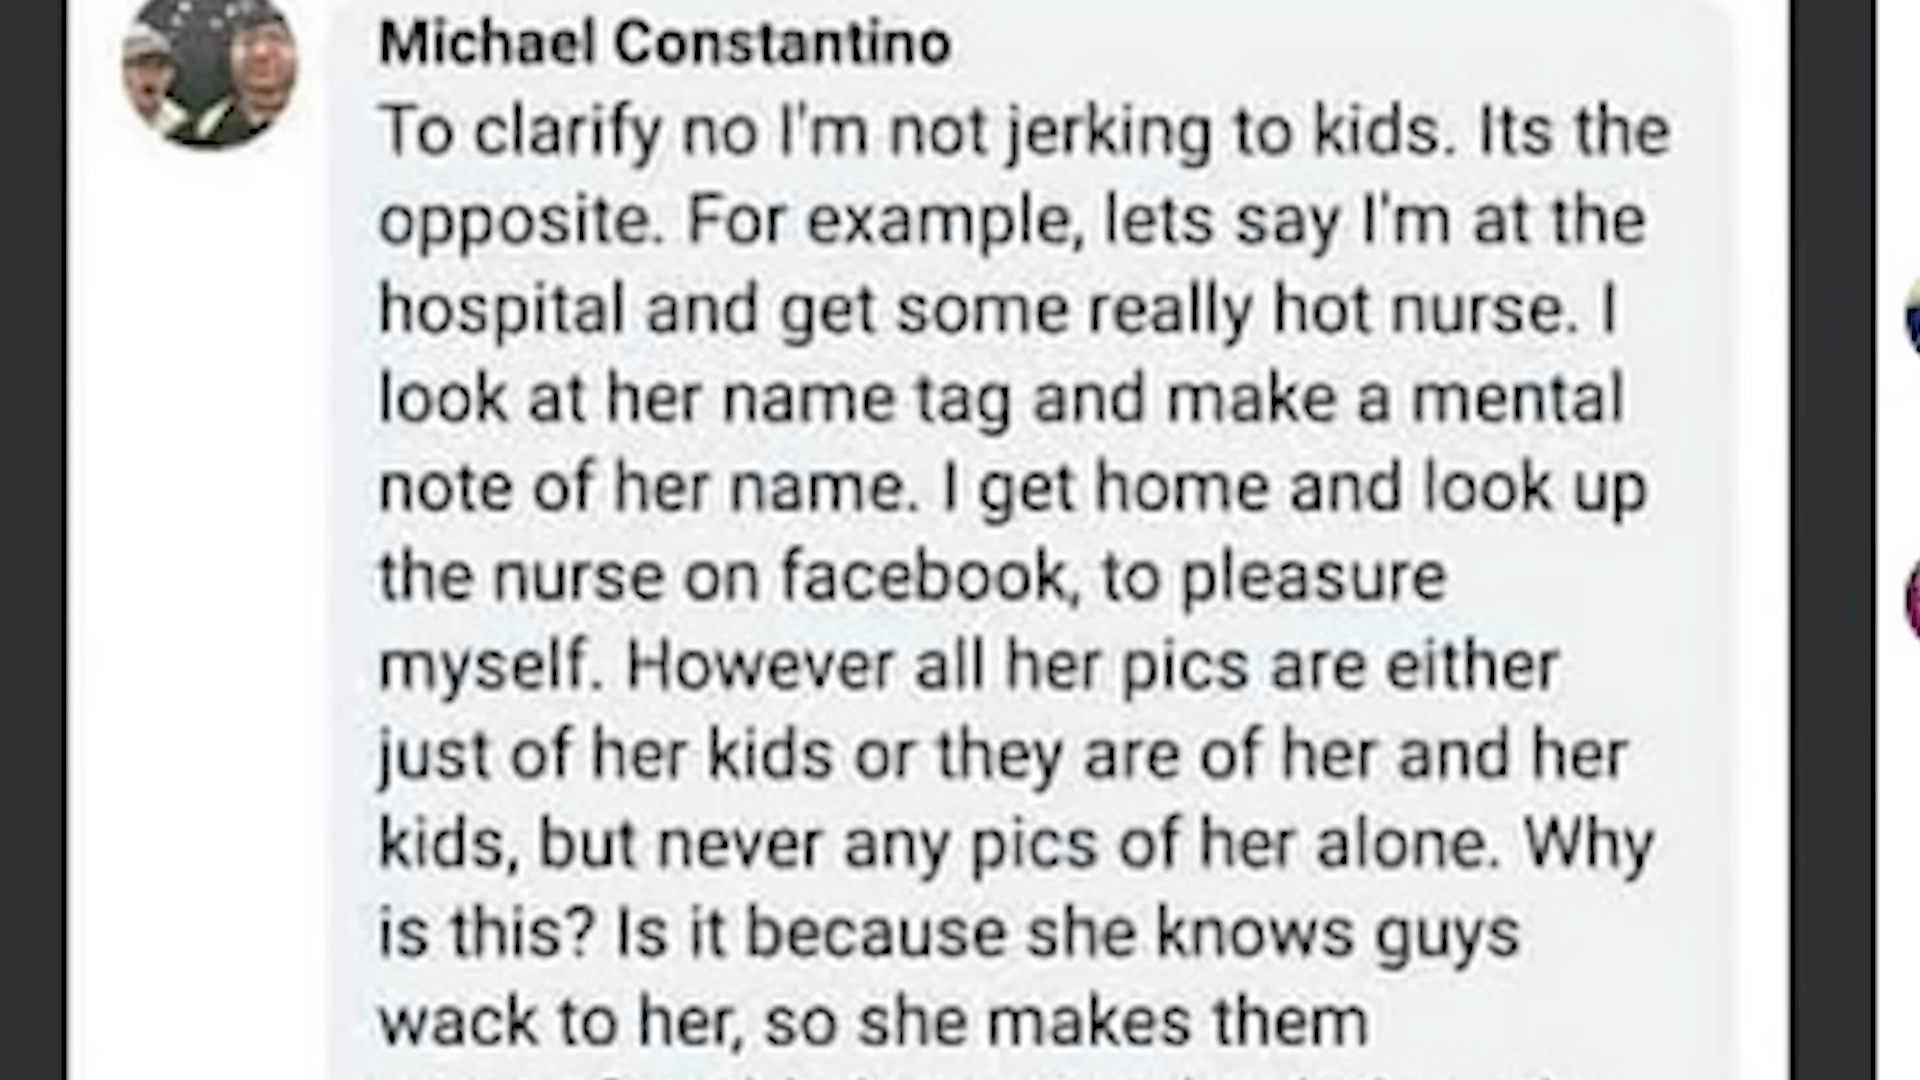 Michael Constantino
To clarify no I'm not jerking to kids. Its the
opposite. For example, lets say I'm at the
hospital and get some really hot nurse. I
look at her name tag and make a mental
note of her name. I get home and look up
the nurse on facebook, to pleasure
myself. However all her pics are either
just of her kids or they are of her and her
kids, but never any pics of her alone. Why
is this? Is it because she knows guys
wack to her, so she makes them